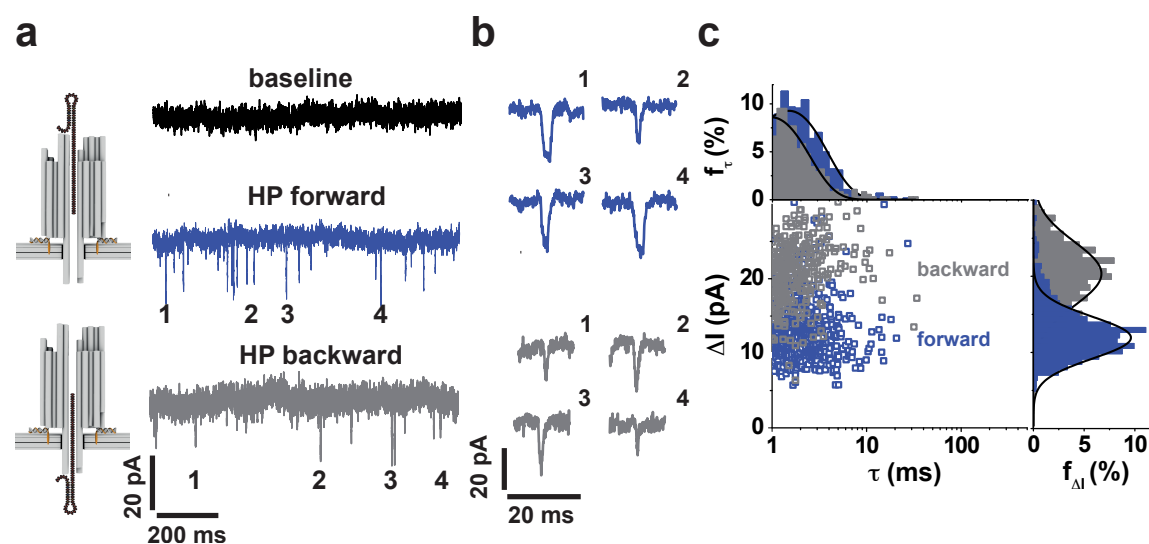 a
baseline
HP forward
1 2 3 4
HP backward
1 2 3 4
20 pA
200 ms
b
1 2
3 4
1 2
3 4
20 pA
20 ms
c
f_τ (%)
10
5
0
ΔI (pA)
20
10
0
backward
forward
1 10 100
τ (ms)
0 5 10
f_ΔI (%)